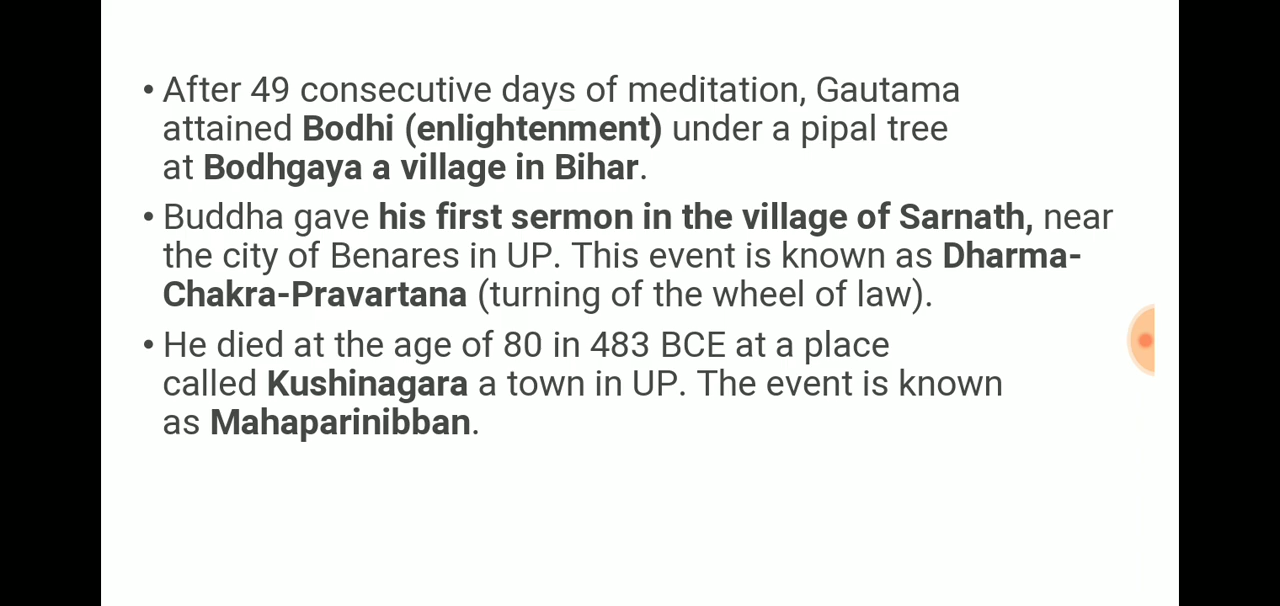 • After 49 consecutive days of meditation, Gautama
attained Bodhi (enlightenment) under a pipal tree
at Bodhgaya a village in Bihar.
• Buddha gave his first sermon in the village of Sarnath, near
the city of Benares in UP. This event is known as Dharma-
Chakra-Pravartana (turning of the wheel of law).
• He died at the age of 80 in 483 BCE at a place
called Kushinagara a town in UP. The event is known
as Mahaparinibban.